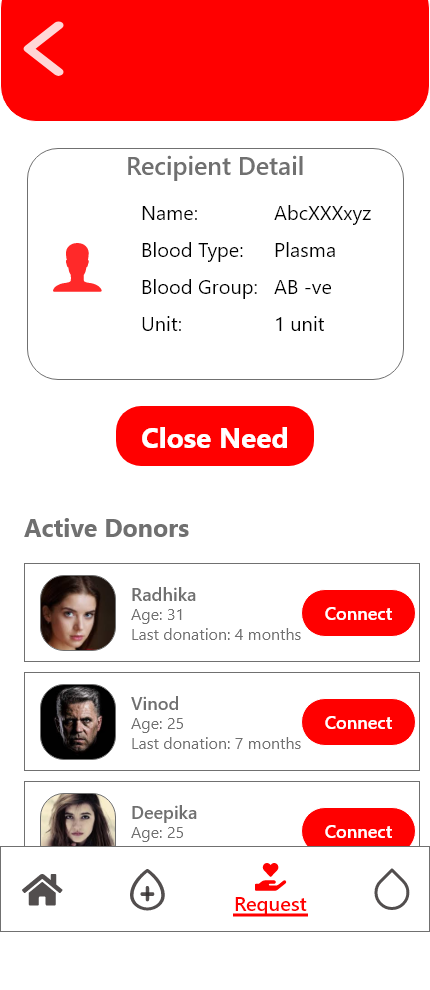 Recipient Detail
Name: AbcXXXxyz
Blood Type: Plasma
Blood Group: AB -ve
Unit: 1 unit
Close Need
Active Donors
Radhika
Age: 31
Last donation: 4 months
Connect
Vinod
Age: 25
Last donation: 7 months
Connect
Deepika
Age: 25
Connect
Request